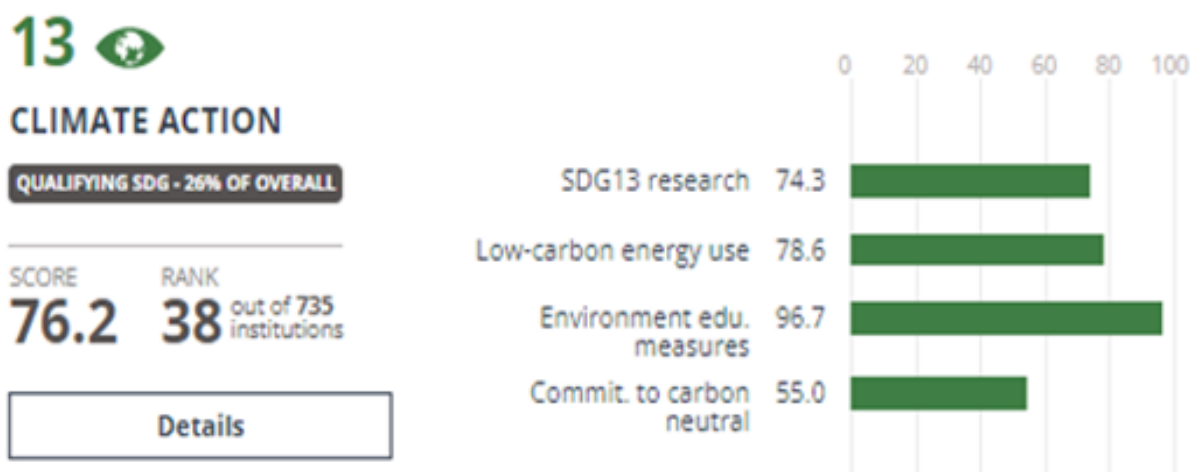 13
CLIMATE ACTION
QUALIFYING SDG - 26% OF OVERALL
SCORE RANK
76.2 38 out of 735
institutions
Details
0 20 40 60 80 100
SDG13 research 74.3
Low-carbon energy use 78.6
Environment edu. 96.7
measures
Commit. to carbon 55.0
neutral